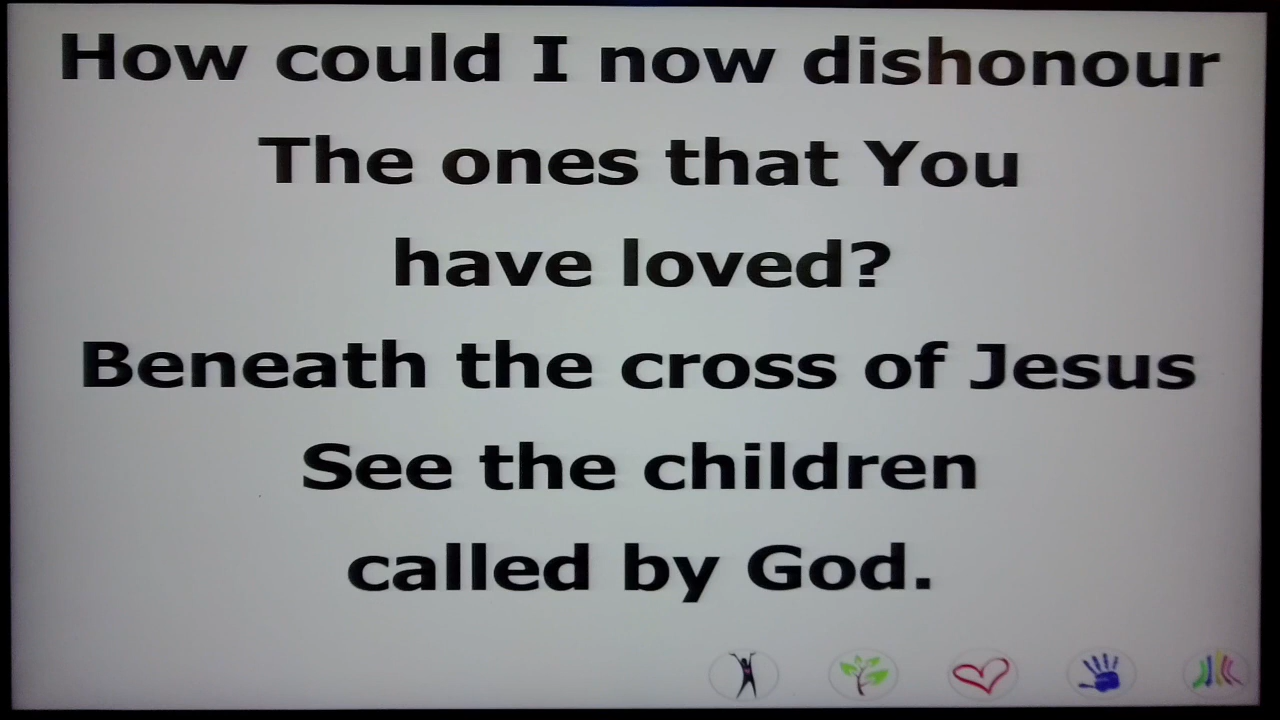 How could I now dishonour
The ones that You
have loved?
Beneath the cross of Jesus
See the children
called by God.